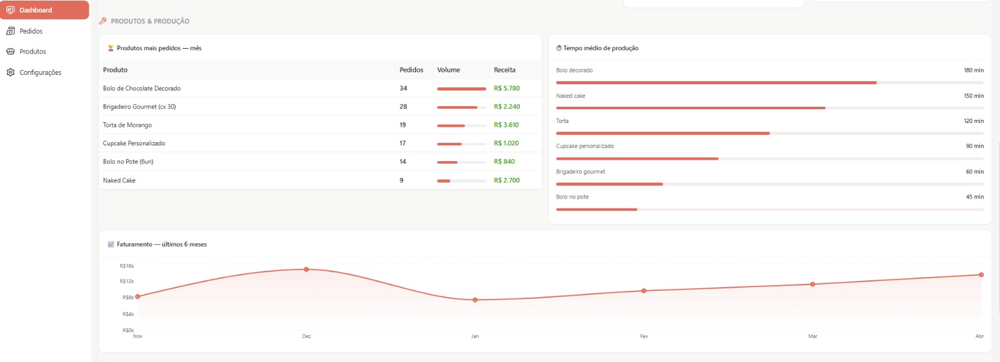 Dashboard
Pedidos
Produtos
Configurações
PRODUTOS & PRODUÇÃO
Produtos mais pedidos — mês
Produto Pedidos Volume Receita
Bolo de Chocolate Decorado 34 R$ 5.780
Brigadeiro Gourmet (cx 30) 28 R$ 2.240
Torta de Morango 19 R$ 3.610
Cupcake Personalizado 17 R$ 1.020
Bolo no Pote (6un) 14 R$ 840
Naked Cake 9 R$ 2.700
Tempo médio de produção
Bolo decorado 180 min
Naked cake 150 min
Torta 120 min
Cupcake personalizado 90 min
Brigadeiro gourmet 60 min
Bolo no pote 45 min
Faturamento — últimos 6 meses
R$16k
R$12k
R$8k
R$4k
R$0k
Nov Dez Jan Fev Mar Abr